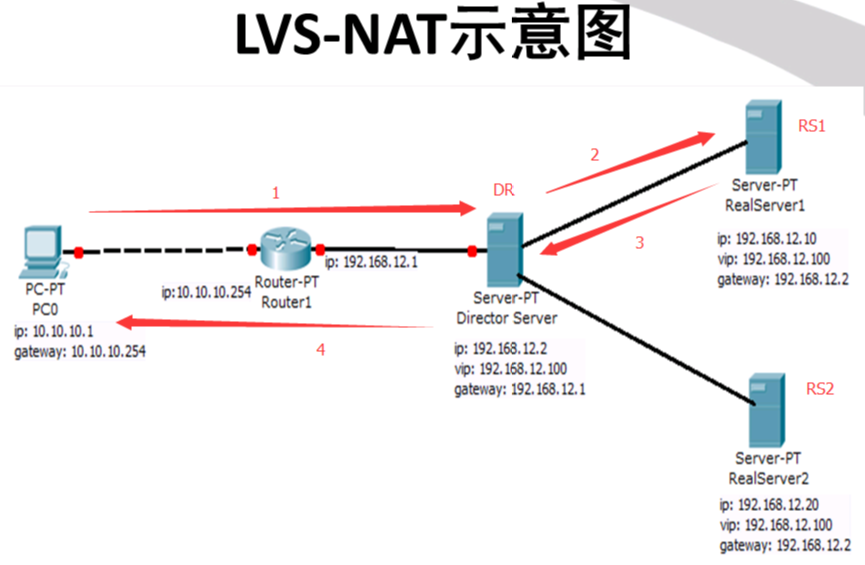 LVS-NAT示意图
1
2
RS1
DR
3
Server-PT
RealServer1
ip: 192.168.12.10
vip: 192.168.12.100
gateway: 192.168.12.2
ip: 192.168.12.1
Router-PT
Router1
ip:10.10.10.254
PC-PT
PC0
ip: 10.10.10.1
gateway: 10.10.10.254
4
Server-PT
Director Server
ip: 192.168.12.2
vip: 192.168.12.100
gateway: 192.168.12.1
RS2
Server-PT
RealServer2
ip: 192.168.12.20
vip: 192.168.12.100
gateway: 192.168.12.2